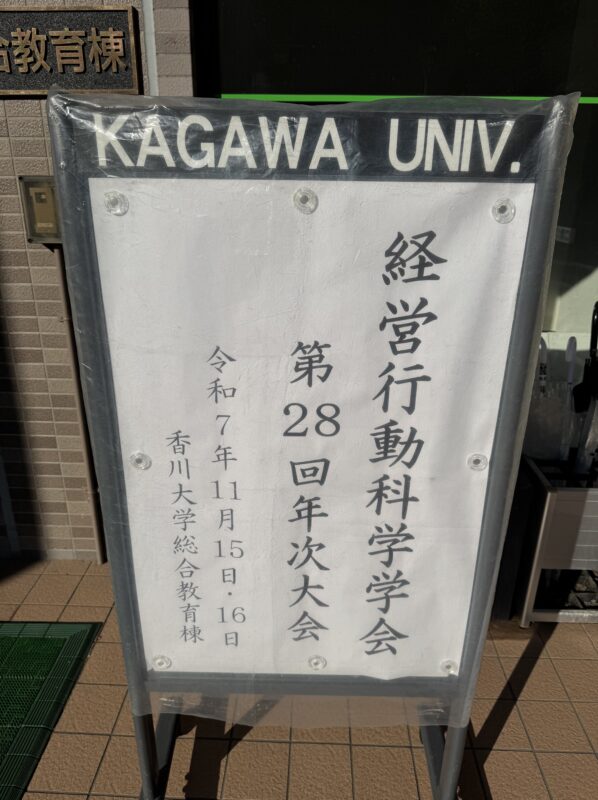 合教育棟
KAGAWA UNIV.
経営行動科学学会
第28回年次大会
令和7年11月15日・16日
香川大学総合教育棟